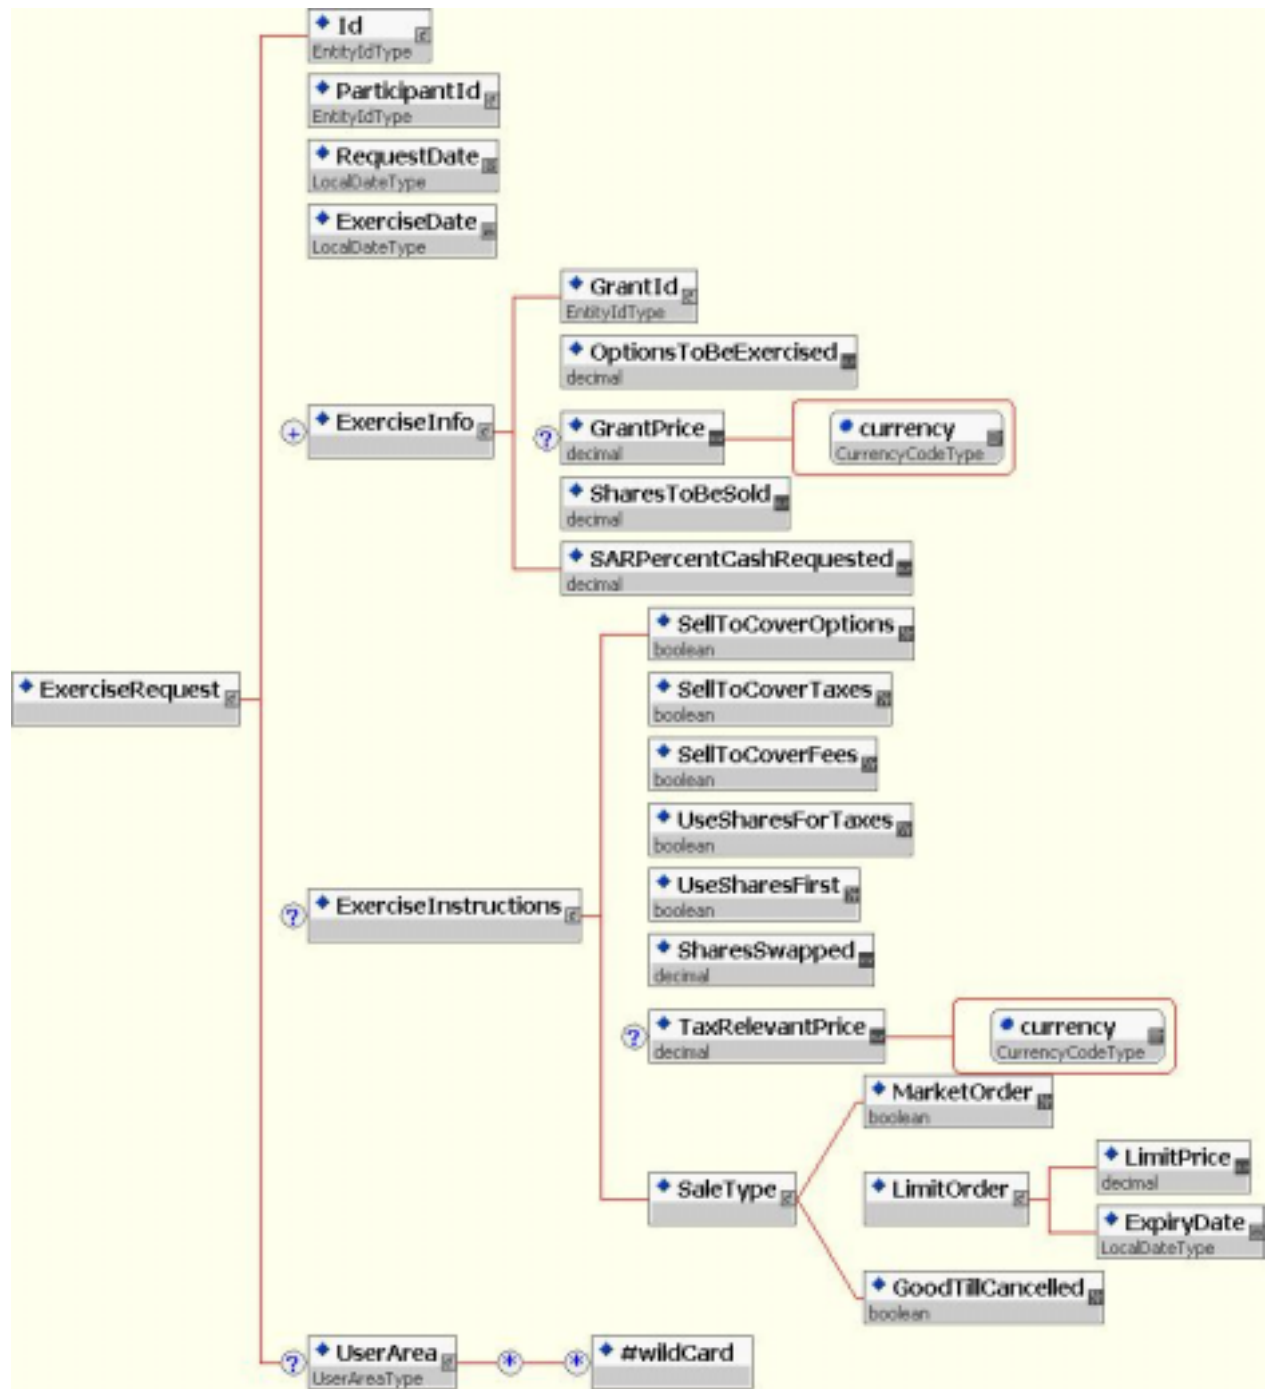 Id
EntityIdType
ParticipantId
EntityIdType
RequestDate
LocalDateType
ExerciseDate
LocalDateType
GrantId
EntityIdType
OptionsToBeExercised
decimal
+ ExerciseInfo
? GrantPrice
decimal
currency
CurrencyCodeType
SharesToBeSold
decimal
SARPercentCashRequested
decimal
SellToCoverOptions
boolean
ExerciseRequest
SellToCoverTaxes
boolean
SellToCoverFees
boolean
UseSharesForTaxes
boolean
UseSharesFirst
boolean
? ExerciseInstructions
SharesSwapped
decimal
? TaxRelevantPrice
decimal
currency
CurrencyCodeType
MarketOrder
boolean
SaleType
LimitOrder
LimitPrice
decimal
ExpiryDate
LocalDateType
GoodTillCancelled
boolean
? UserArea
UserAreaType
* * #wildCard